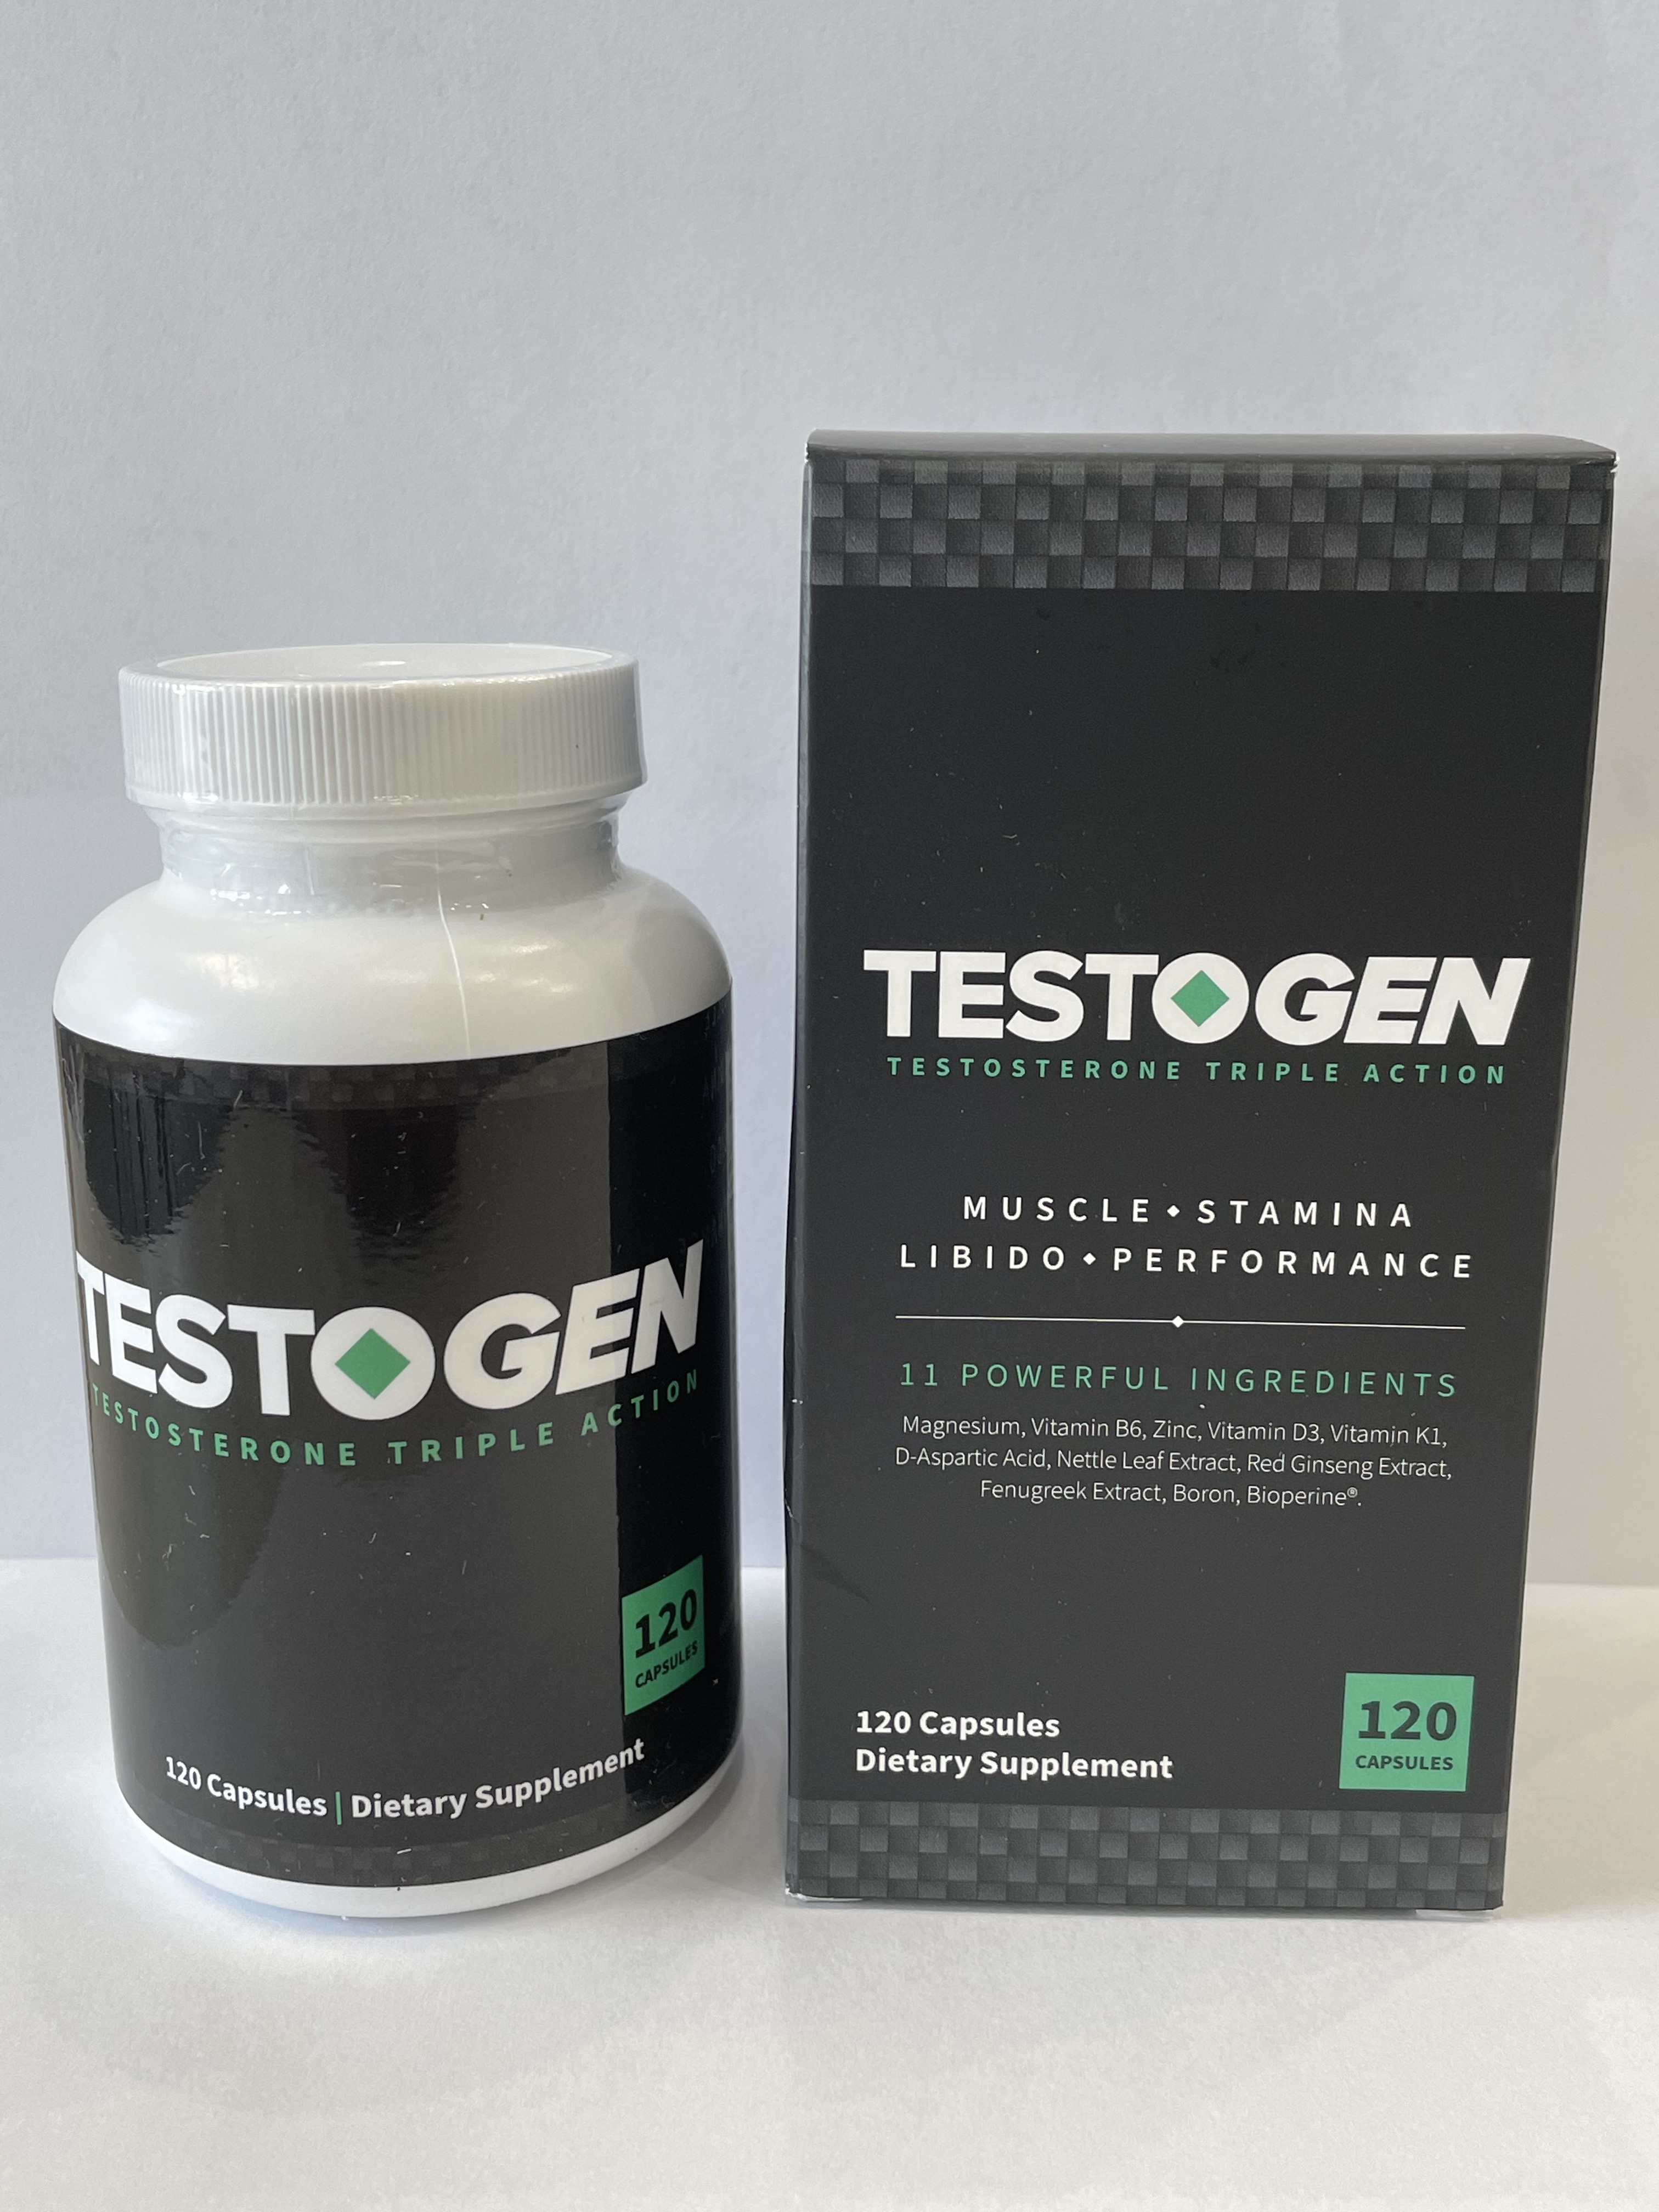 TESTOGEN
TESTOSTERONE TRIPLE ACTION
120
CAPSULES
120 Capsules | Dietary Supplement
TESTOGEN
TESTOSTERONE TRIPLE ACTION
MUSCLE ◆ STAMINA
LIBIDO ◆ PERFORMANCE
11 POWERFUL INGREDIENTS
Magnesium, Vitamin B6, Zinc, Vitamin D3, Vitamin K1,
D-Aspartic Acid, Nettle Leaf Extract, Red Ginseng Extract,
Fenugreek Extract, Boron, Bioperine®.
120 Capsules
Dietary Supplement
120
CAPSULES